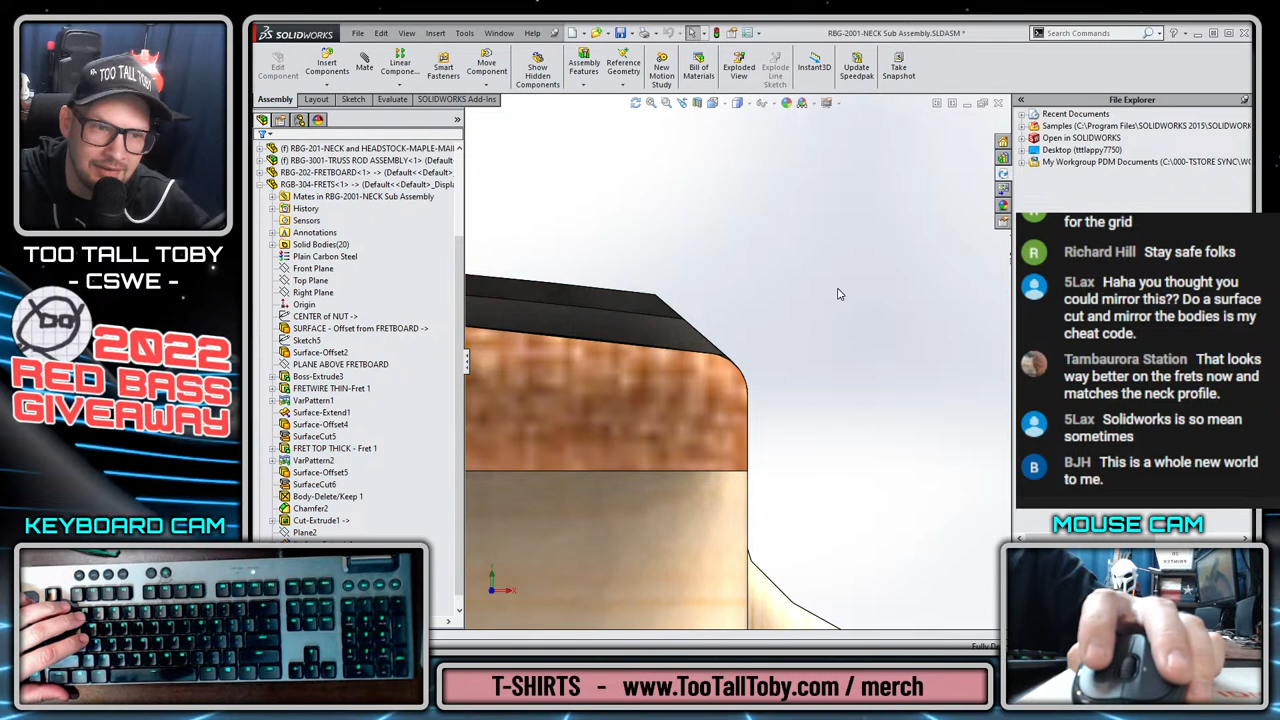 TOO TALL TOBY
TOO TALL TOBY
- CSWE -
2022
RED BASS
GIVEAWAY
KEYBOARD CAM
SOLIDWORKS
File
Edit
View
Insert
Tools
Window
Help
RBG-2001-NECK Sub Assembly.SLDASM *
Search Commands
Edit
Component
Insert
Components
Mate
Linear
Compone...
Smart
Fasteners
Move
Component
Show
Hidden
Components
Assembly
Features
Reference
Geometry
New
Motion
Study
Bill of
Materials
Exploded
View
Explode
Line
Sketch
Instant3D
Update
Speedpak
Take
Snapshot
Assembly
Layout
Sketch
Evaluate
SOLIDWORKS Add-Ins
(f) RBG-201-NECK and HEADSTOCK-MAPLE-MAI
(f) RBG-3001-TRUSS ROD ASSEMBLY<1> (Default
RBG-202-FRETBOARD<1> -> (Default<<Default>_
RGB-304-FRETS<1> -> (Default<<Default>_Displa
Mates in RBG-2001-NECK Sub Assembly
History
Sensors
Annotations
Solid Bodies(20)
Plain Carbon Steel
Front Plane
Top Plane
Right Plane
Origin
CENTER of NUT ->
SURFACE - Offset from FRETBOARD ->
Sketch5
Surface-Offset2
PLANE ABOVE FRETBOARD
Boss-Extrude3
FRETWIRE THIN-Fret 1
VarPattern1
Surface-Extend1
Surface-Offset4
SurfaceCut5
FRET TOP THICK - Fret 1
VarPattern2
Surface-Offset5
SurfaceCut6
Body-Delete/Keep 1
Chamfer2
Cut-Extrude1 ->
Plane2
File Explorer
Recent Documents
Samples (C:\Program Files\SOLIDWORKS 2015\SOLIDWORK
Open in SOLIDWORKS
Desktop (tttlappy7750)
My Workgroup PDM Documents (C:\000-TSTORE SYNC\WC
for the grid
R
Richard Hill Stay safe folks
5Lax Haha you thought you
could mirror this?? Do a surface
cut and mirror the bodies is my
cheat code.
Tambaurora Station That looks
way better on the frets now and
matches the neck profile.
5Lax Solidworks is so mean
sometimes
B
BJH This is a whole new world
to me.
MOUSE CAM
T-SHIRTS - www.TooTallToby.com / merch